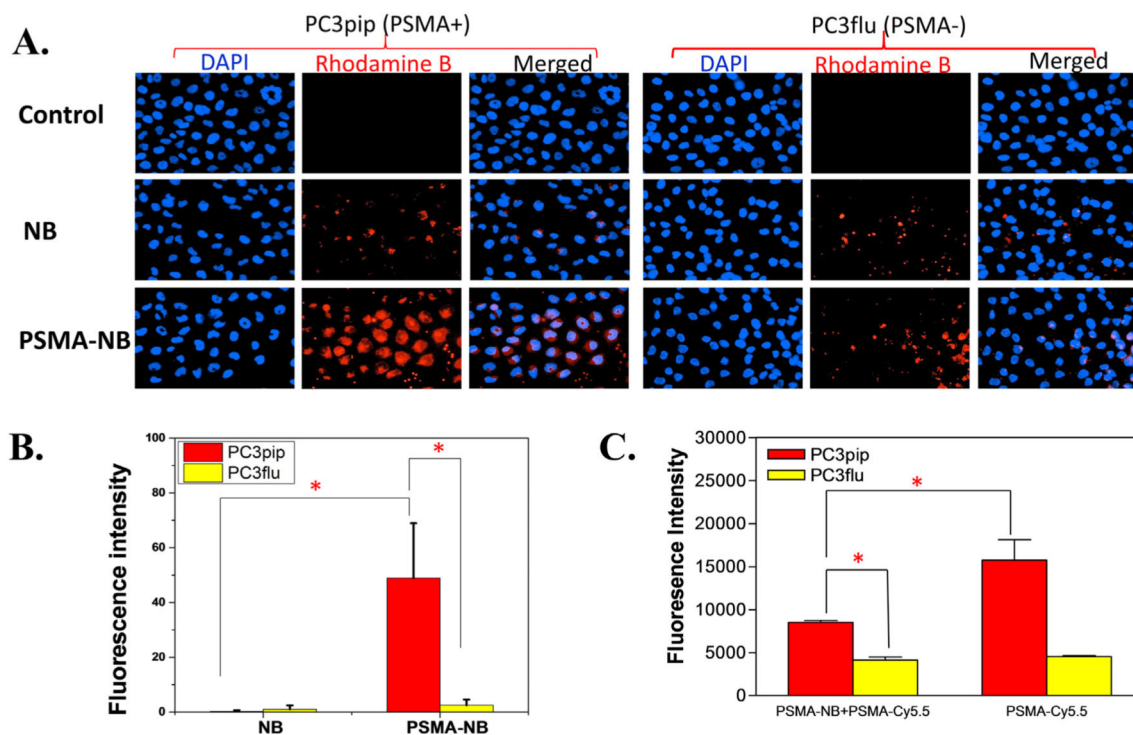 A.
PC3pip (PSMA+)
PC3flu (PSMA-)
DAPI
Rhodamine B
Merged
DAPI
Rhodamine B
Merged
Control
NB
PSMA-NB
B.
Fluorescence intensity
100
80
60
40
20
0
PC3pip
PC3flu
*
*
NB
PSMA-NB
C.
Fluoresence Intensity
30000
25000
20000
15000
10000
5000
0
PC3pip
PC3flu
*
*
PSMA-NB+PSMA-Cy5.5
PSMA-Cy5.5